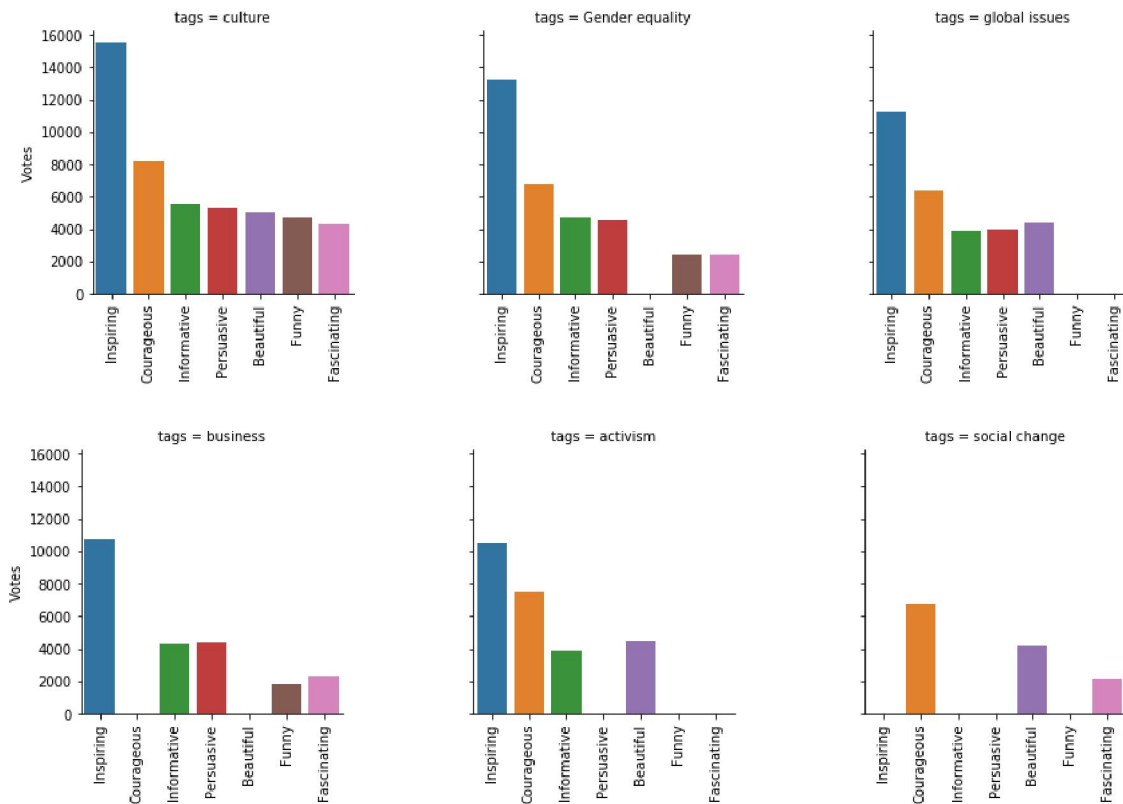 tags = culture
tags = Gender equality
tags = global issues
16000
14000
12000
10000
8000
6000
4000
2000
0
Votes
Inspiring
Courageous
Informative
Persuasive
Beautiful
Funny
Fascinating
Inspiring
Courageous
Informative
Persuasive
Beautiful
Funny
Fascinating
Inspiring
Courageous
Informative
Persuasive
Beautiful
Funny
Fascinating
tags = business
tags = activism
tags = social change
16000
14000
12000
10000
8000
6000
4000
2000
0
Votes
Inspiring
Courageous
Informative
Persuasive
Beautiful
Funny
Fascinating
Inspiring
Courageous
Informative
Persuasive
Beautiful
Funny
Fascinating
Inspiring
Courageous
Informative
Persuasive
Beautiful
Funny
Fascinating